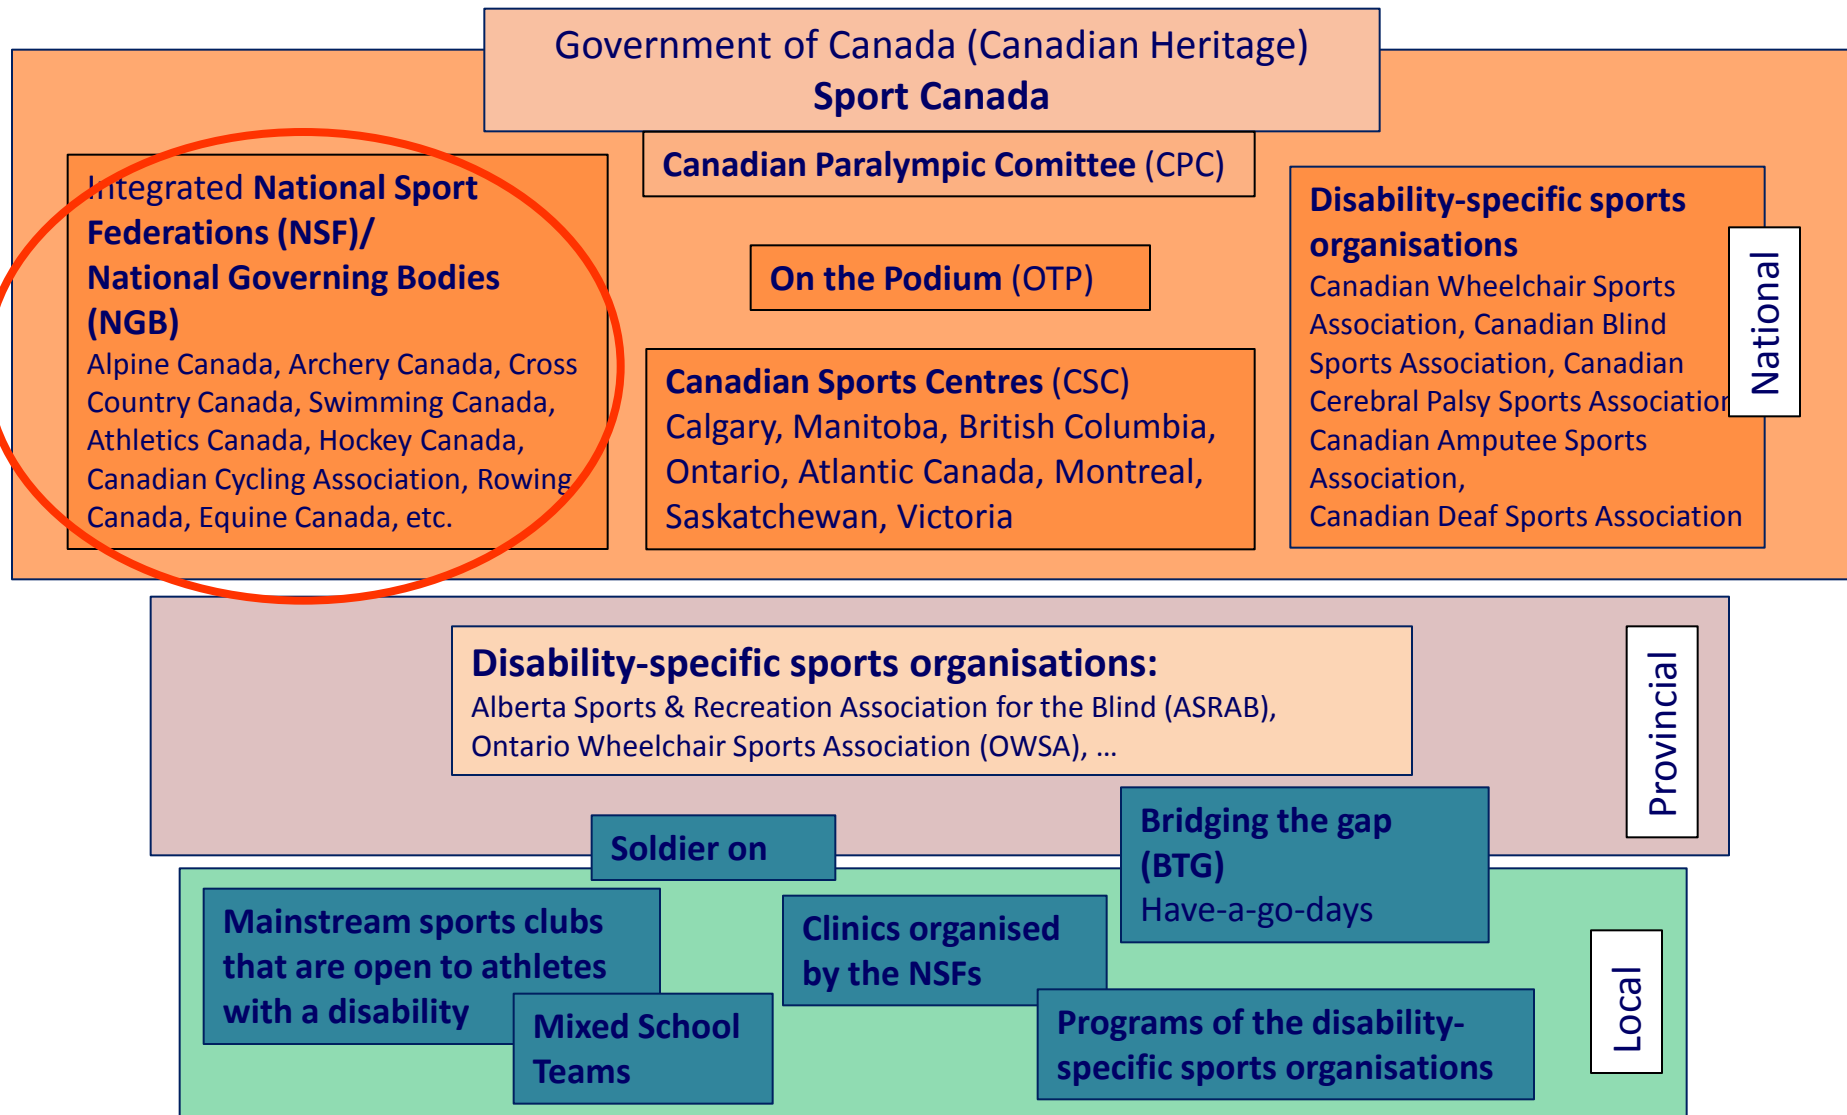 Government of Canada (Canadian Heritage)
Sport Canada
Canadian Paralympic Comittee (CPC)
Integrated National Sport
Federations (NSF)/
National Governing Bodies
(NGB)
Alpine Canada, Archery Canada, Cross
Country Canada, Swimming Canada,
Athletics Canada, Hockey Canada,
Canadian Cycling Association, Rowing
Canada, Equine Canada, etc.
On the Podium (OTP)
Canadian Sports Centres (CSC)
Calgary, Manitoba, British Columbia,
Ontario, Atlantic Canada, Montreal,
Saskatchewan, Victoria
Disability-specific sports
organisations
Canadian Wheelchair Sports
Association, Canadian Blind
Sports Association, Canadian
Cerebral Palsy Sports Association
Canadian Amputee Sports
Association,
Canadian Deaf Sports Association
National
Disability-specific sports organisations:
Alberta Sports & Recreation Association for the Blind (ASRAB),
Ontario Wheelchair Sports Association (OWSA), ...
Provincial
Soldier on
Bridging the gap
(BTG)
Have-a-go-days
Mainstream sports clubs
that are open to athletes
with a disability
Mixed School
Teams
Clinics organised
by the NSFs
Programs of the disability-
specific sports organisations
Local